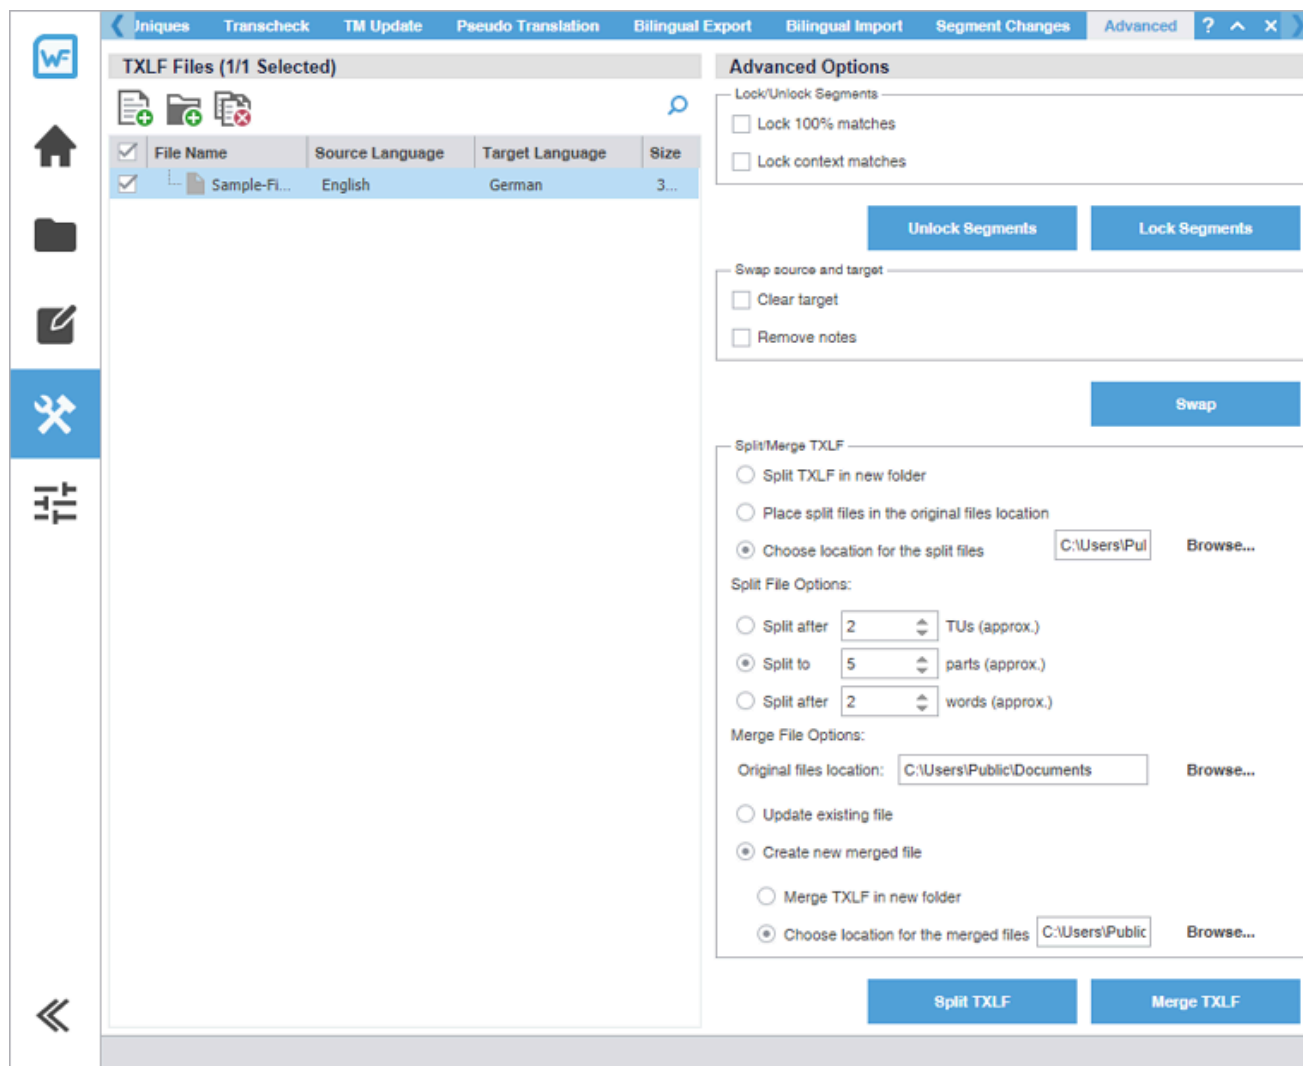 WF
Jniques Transcheck TM Update Pseudo Translation Bilingual Export Bilingual Import Segment Changes Advanced ?
TXLF Files (1/1 Selected)
File Name Source Language Target Language Size
Sample-Fi... English German 3...
Advanced Options
Lock/Unlock Segments
Lock 100% matches
Lock context matches
Unlock Segments Lock Segments
Swap source and target
Clear target
Remove notes
Swap
Split/Merge TXLF
Split TXLF in new folder
Place split files in the original files location
Choose location for the split files C:\Users\Pul Browse...
Split File Options:
Split after 2 TUs (approx.)
Split to 5 parts (approx.)
Split after 2 words (approx.)
Merge File Options:
Original files location: C:\Users\Public\Documents Browse...
Update existing file
Create new merged file
Merge TXLF in new folder
Choose location for the merged files C:\Users\Public Browse...
Split TXLF Merge TXLF